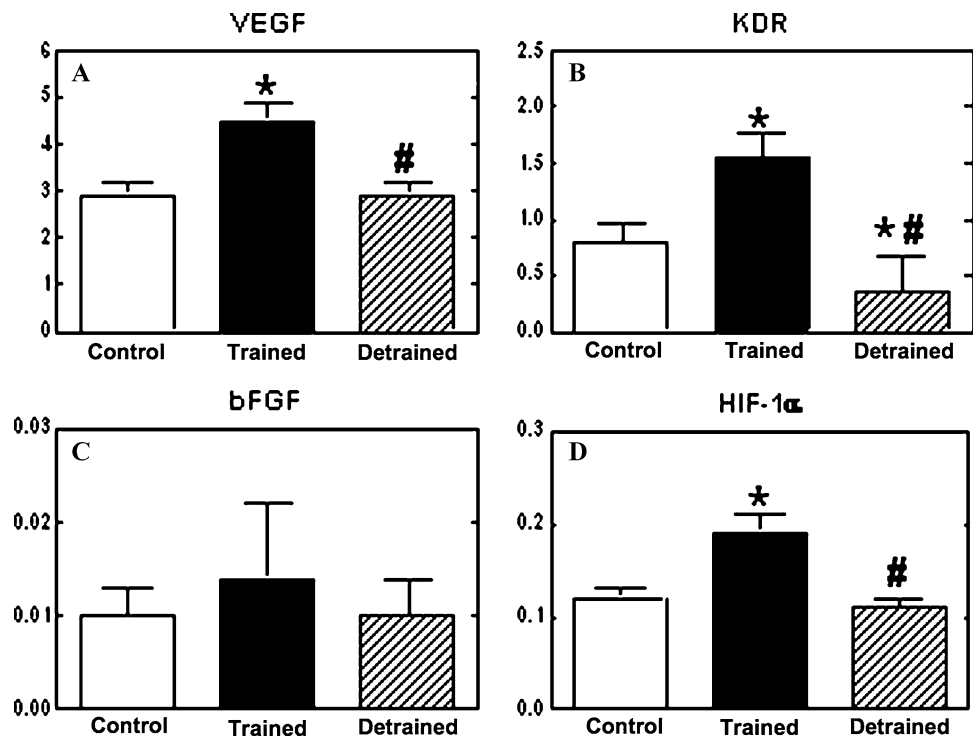 VEGF
A
6
5
4
3
2
1
0
*
#
Control Trained Detrained
KDR
B
2.5
2.0
1.5
1.0
0.5
0.0
*
* #
Control Trained Detrained
bFGF
C
0.03
0.02
0.01
0.00
Control Trained Detrained
HIF-1α
D
0.3
0.2
0.1
0.0
*
#
Control Trained Detrained